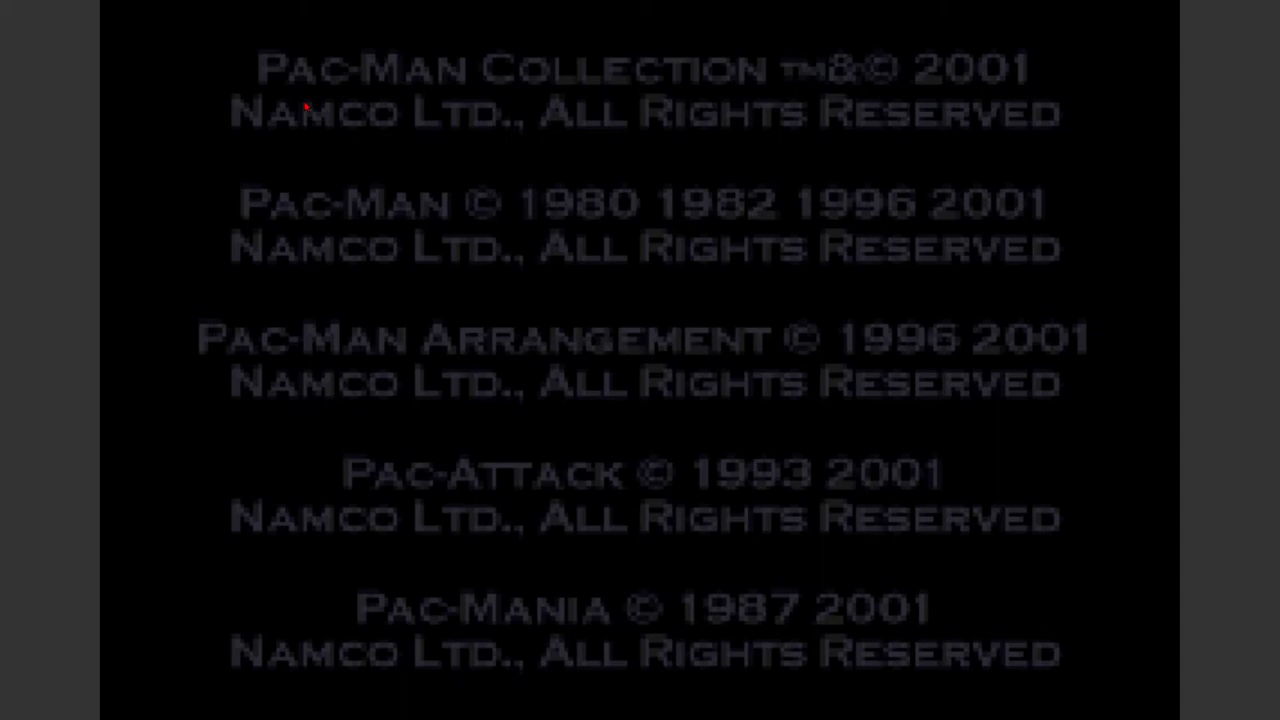 Pac-Man Collection ™&© 2001
Namco Ltd., All Rights Reserved
Pac-Man © 1980 1982 1996 2001
Namco Ltd., All Rights Reserved
Pac-Man Arrangement © 1996 2001
Namco Ltd., All Rights Reserved
Pac-Attack © 1993 2001
Namco Ltd., All Rights Reserved
Pac-Mania © 1987 2001
Namco Ltd., All Rights Reserved